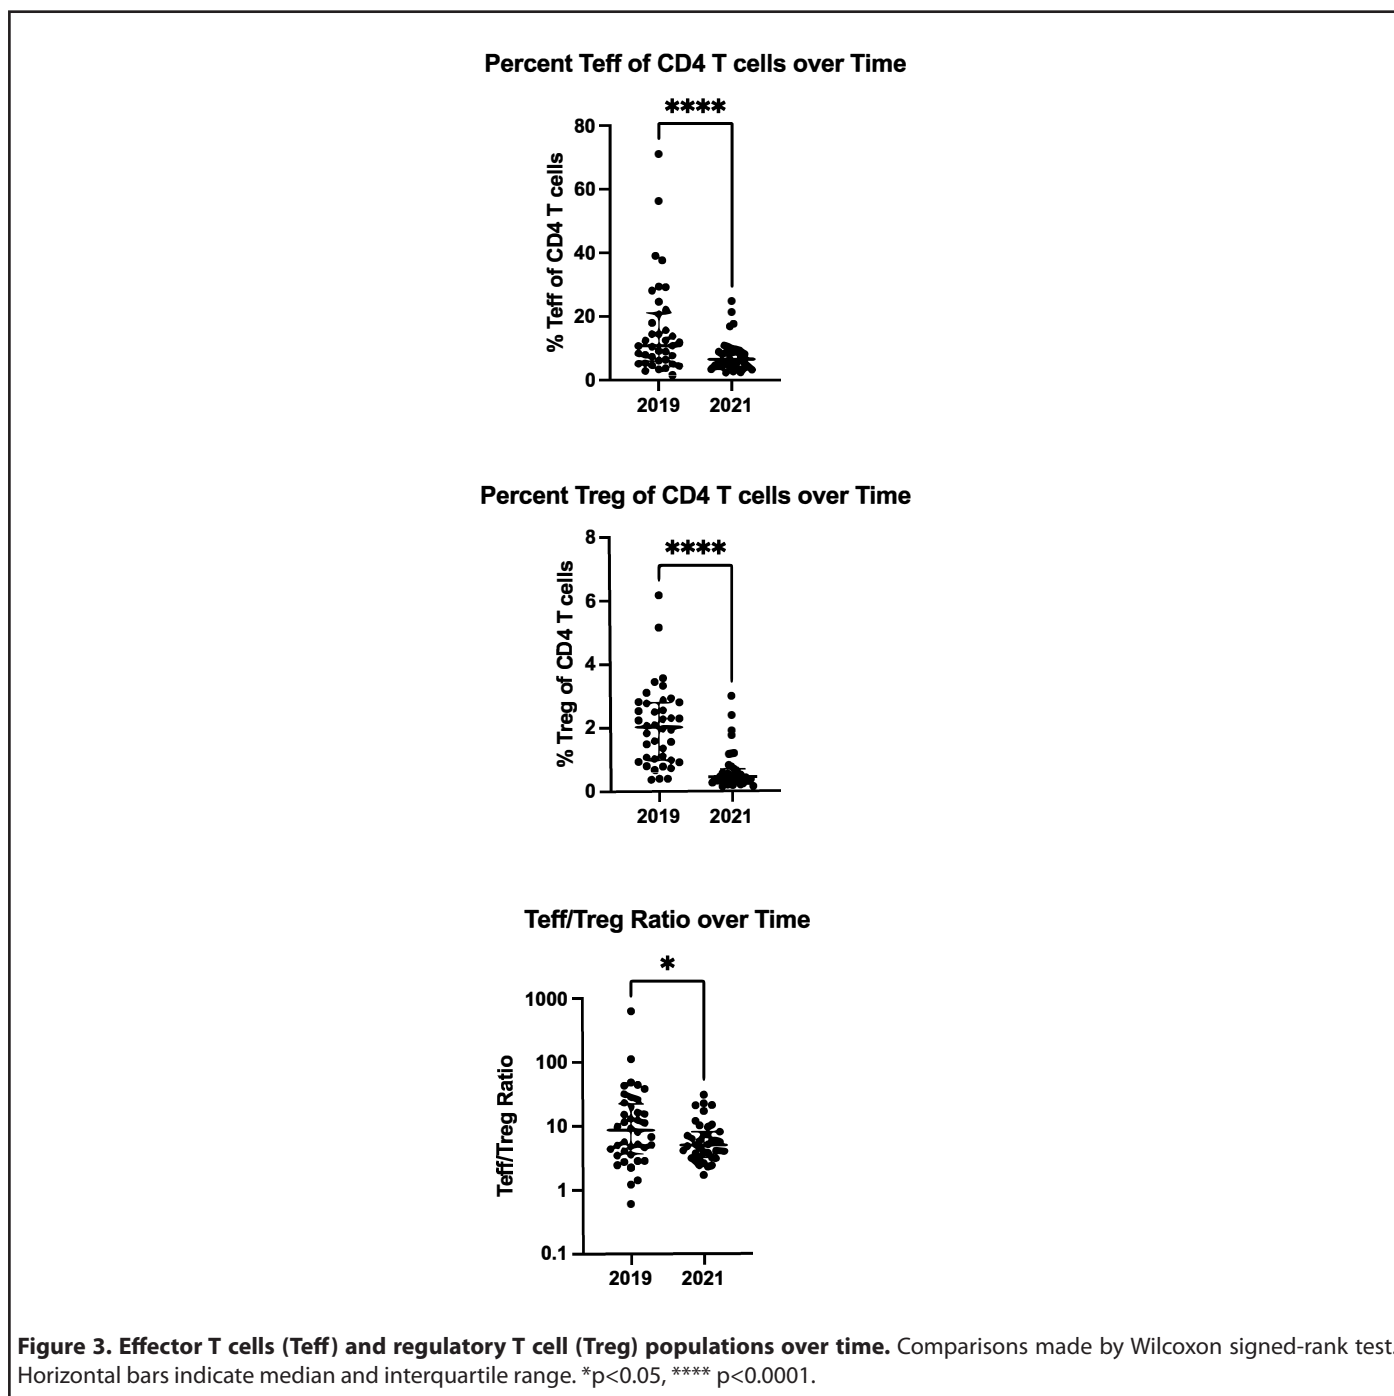 Percent Teff of CD4 T cells over Time
****
% Teff of CD4 T cells
80
60
40
20
0
2019 2021
Percent Treg of CD4 T cells over Time
****
% Treg of CD4 T cells
8
6
4
2
0
2019 2021
Teff/Treg Ratio over Time
*
Teff/Treg Ratio
1000
100
10
1
0.1
2019 2021
Figure 3. Effector T cells (Teff) and regulatory T cell (Treg) populations over time. Comparisons made by Wilcoxon signed-rank test.
Horizontal bars indicate median and interquartile range. *p<0.05, **** p<0.0001.